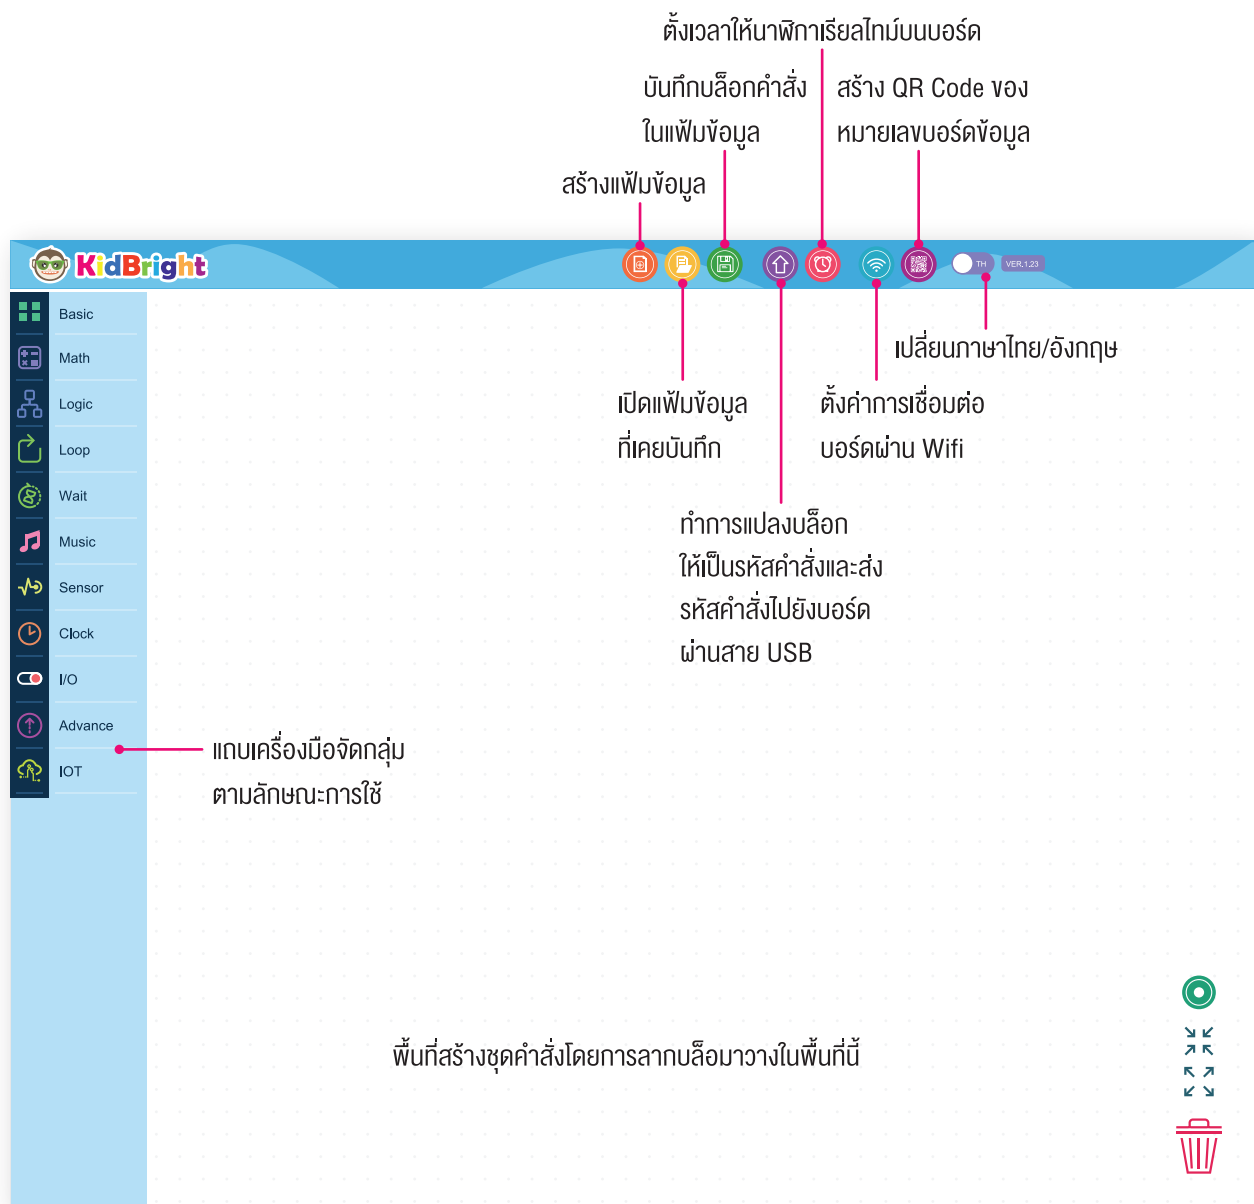 ตั้งเวลาให้นาฬิกาเรียลไทม์บนบอร์ด
บันทึกบล็อกคำสั่ง
ในแฟ้มข้อมูล
สร้าง QR Code ของ
หมายเลขบอร์ดข้อมูล
สร้างแฟ้มข้อมูล
KidBright
TH
VER.1.23
เปลี่ยนภาษาไทย/อังกฤษ
เปิดแฟ้มข้อมูล
ที่เคยบันทึก
ตั้งค่าการเชื่อมต่อ
บอร์ดผ่าน Wifi
ทำการแปลงบล็อก
ให้เป็นรหัสคำสั่งและส่ง
รหัสคำสั่งไปยังบอร์ด
ผ่านสาย USB
Basic
Math
Logic
Loop
Wait
Music
Sensor
Clock
I/O
Advance
IOT
แถบเครื่องมือจัดกลุ่ม
ตามลักษณะการใช้
พื้นที่สร้างชุดคำสั่งโดยการลากบล็อมาวางในพื้นที่นี้